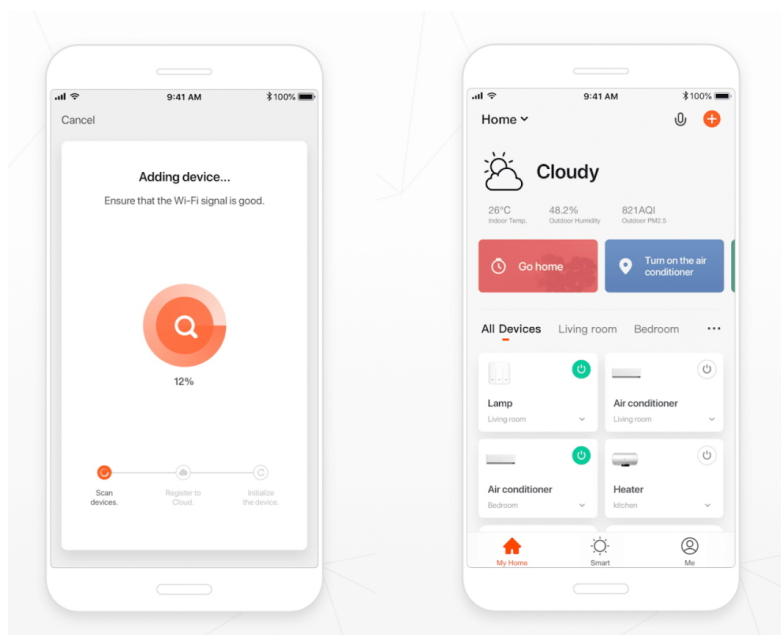 9:41 AM
100%
Cancel
Adding device...
Ensure that the Wi-Fi signal is good.
12%
Scan
devices.
Register to
Cloud.
Initialize
the device.
9:41 AM
100%
Home
Cloudy
26°C
48.2%
821AQI
Indoor Temp.
Outdoor Humidity
Outdoor PM2.5
Go home
Turn on the air
conditioner
All Devices
Living room
Bedroom
Lamp
Living room
Air conditioner
Living room
Air conditioner
Bedroom
Heater
kitchen
My Home
Smart
Me